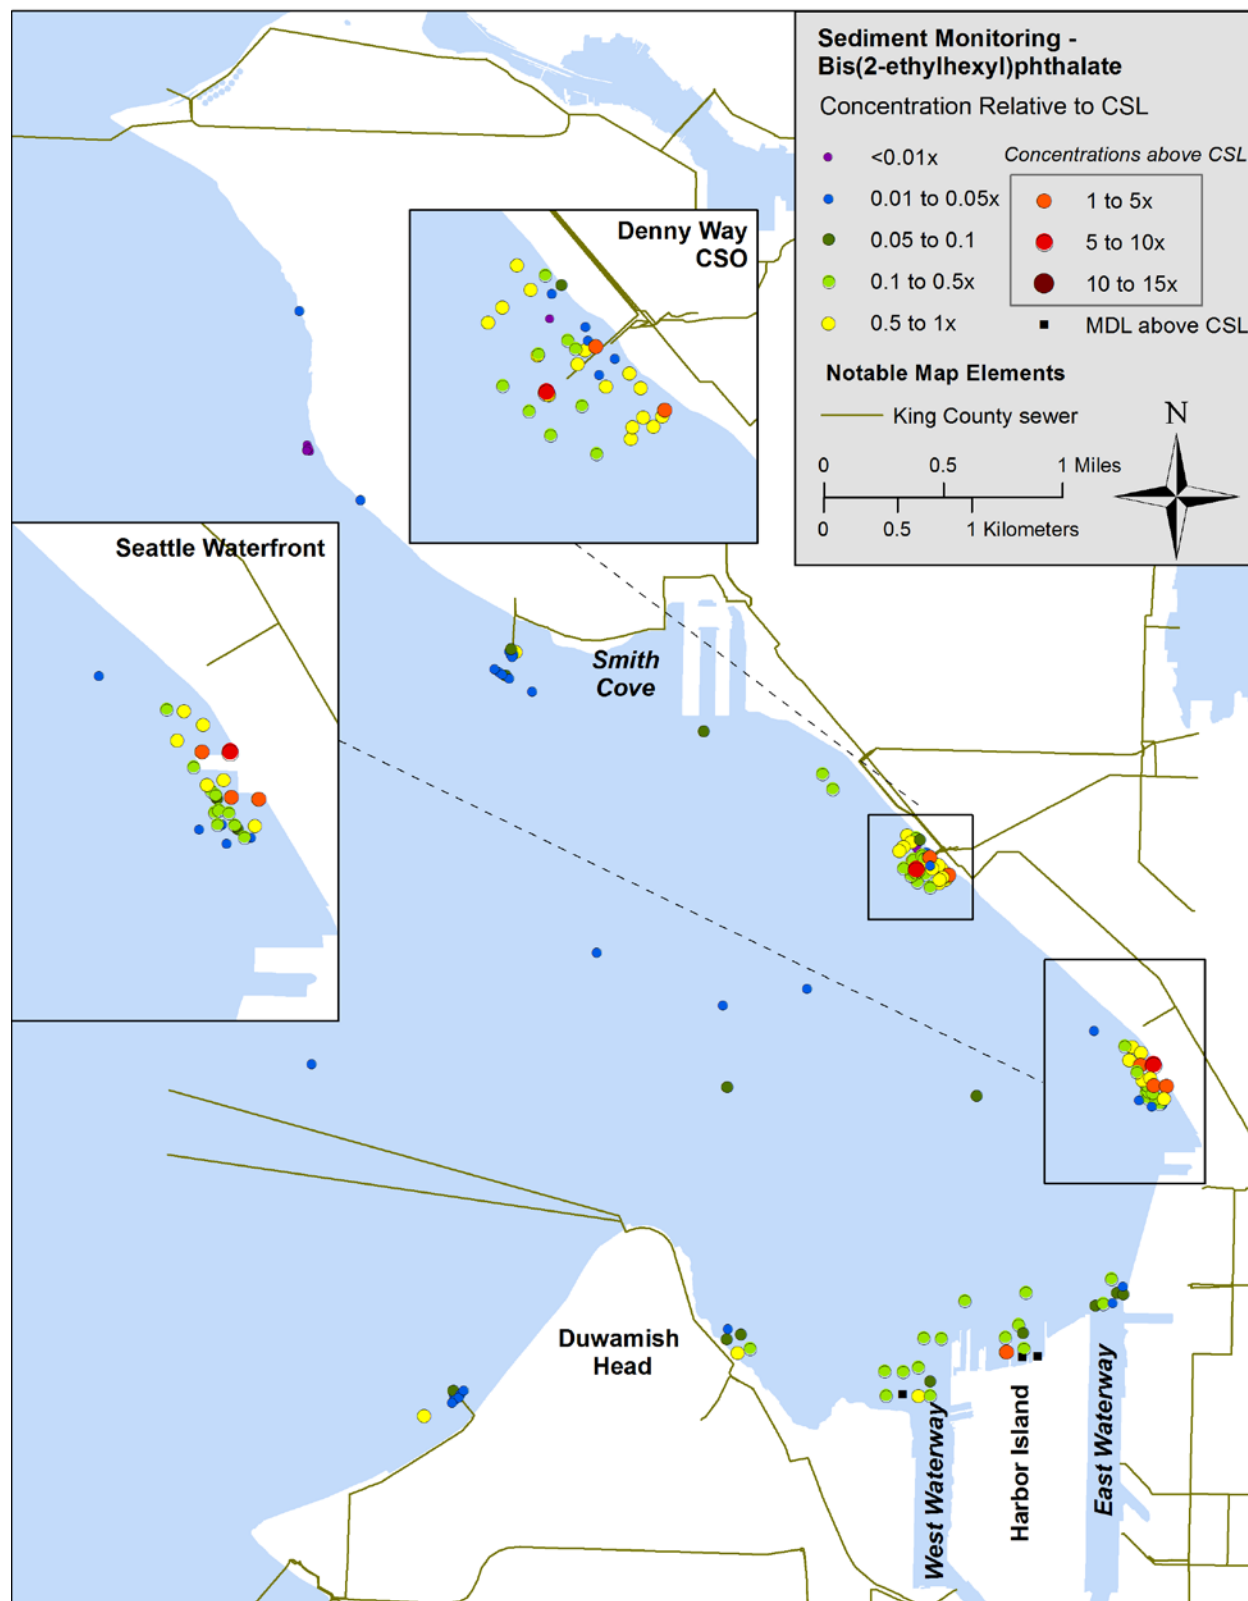 Sediment Monitoring -
Bis(2-ethylhexyl)phthalate
Concentration Relative to CSL
<0.01x
Concentrations above CSL
0.01 to 0.05x
1 to 5x
0.05 to 0.1
5 to 10x
0.1 to 0.5x
10 to 15x
0.5 to 1x
MDL above CSL
Notable Map Elements
King County sewer
N
0 0.5 1 Miles
0 0.5 1 Kilometers
Denny Way
CSO
Seattle Waterfront
Smith
Cove
Duwamish
Head
West Waterway
Harbor Island
East Waterway